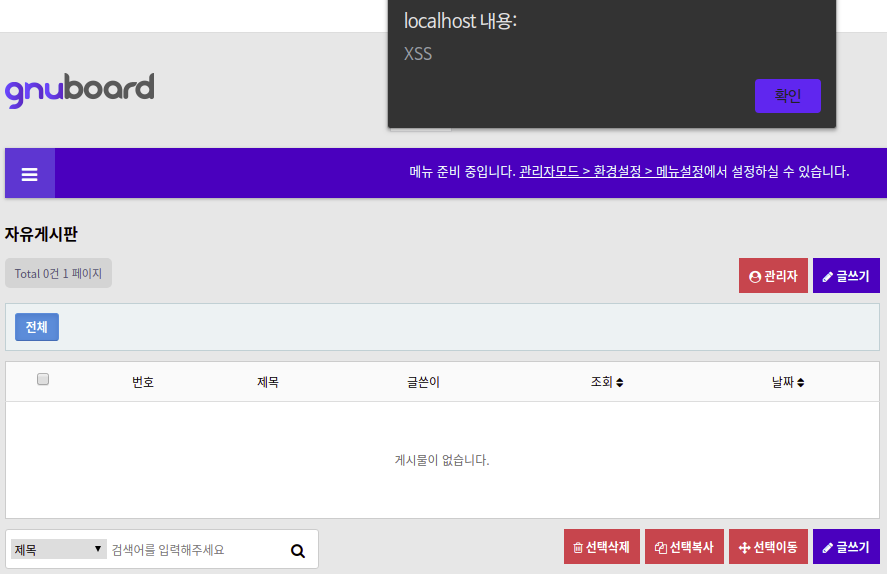 localhost 내용:
XSS
확인
gnuboard
메뉴 준비 중입니다. 관리자모드 > 환경설정 > 메뉴설정에서 설정하실 수 있습니다.
자유게시판
Total 0건 1 페이지
관리자 글쓰기
전체
번호 제목 글쓴이 조회 날짜
게시물이 없습니다.
제목 검색어를 입력해주세요 선택삭제 선택복사 선택이동 글쓰기